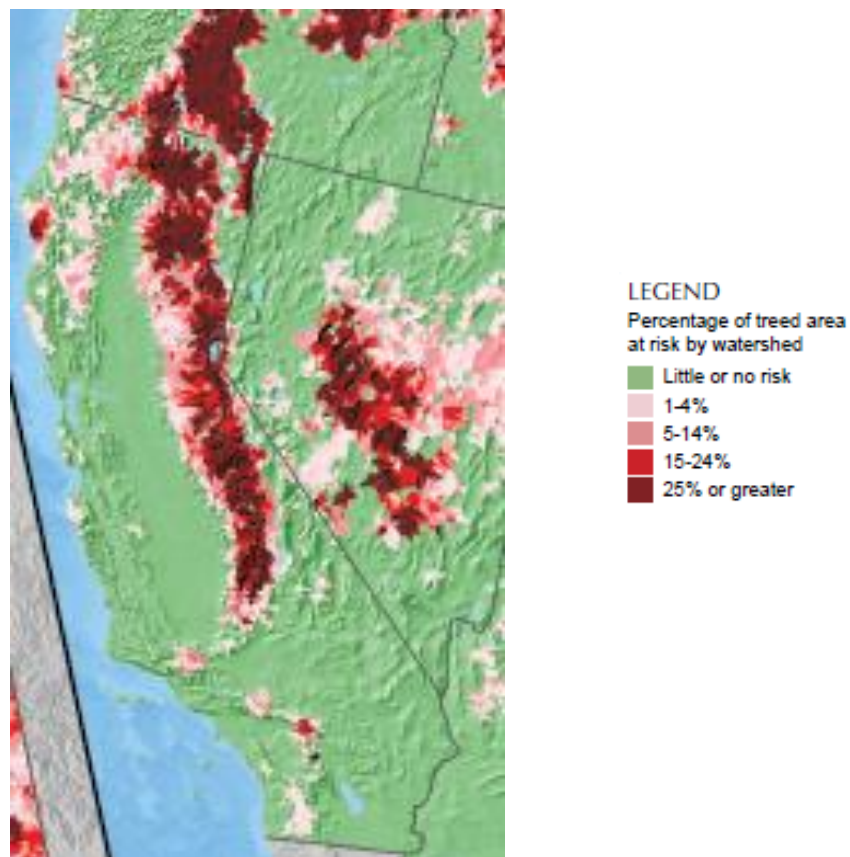 LEGEND
Percentage of treed area
at risk by watershed
Little or no risk
1-4%
5-14%
15-24%
25% or greater